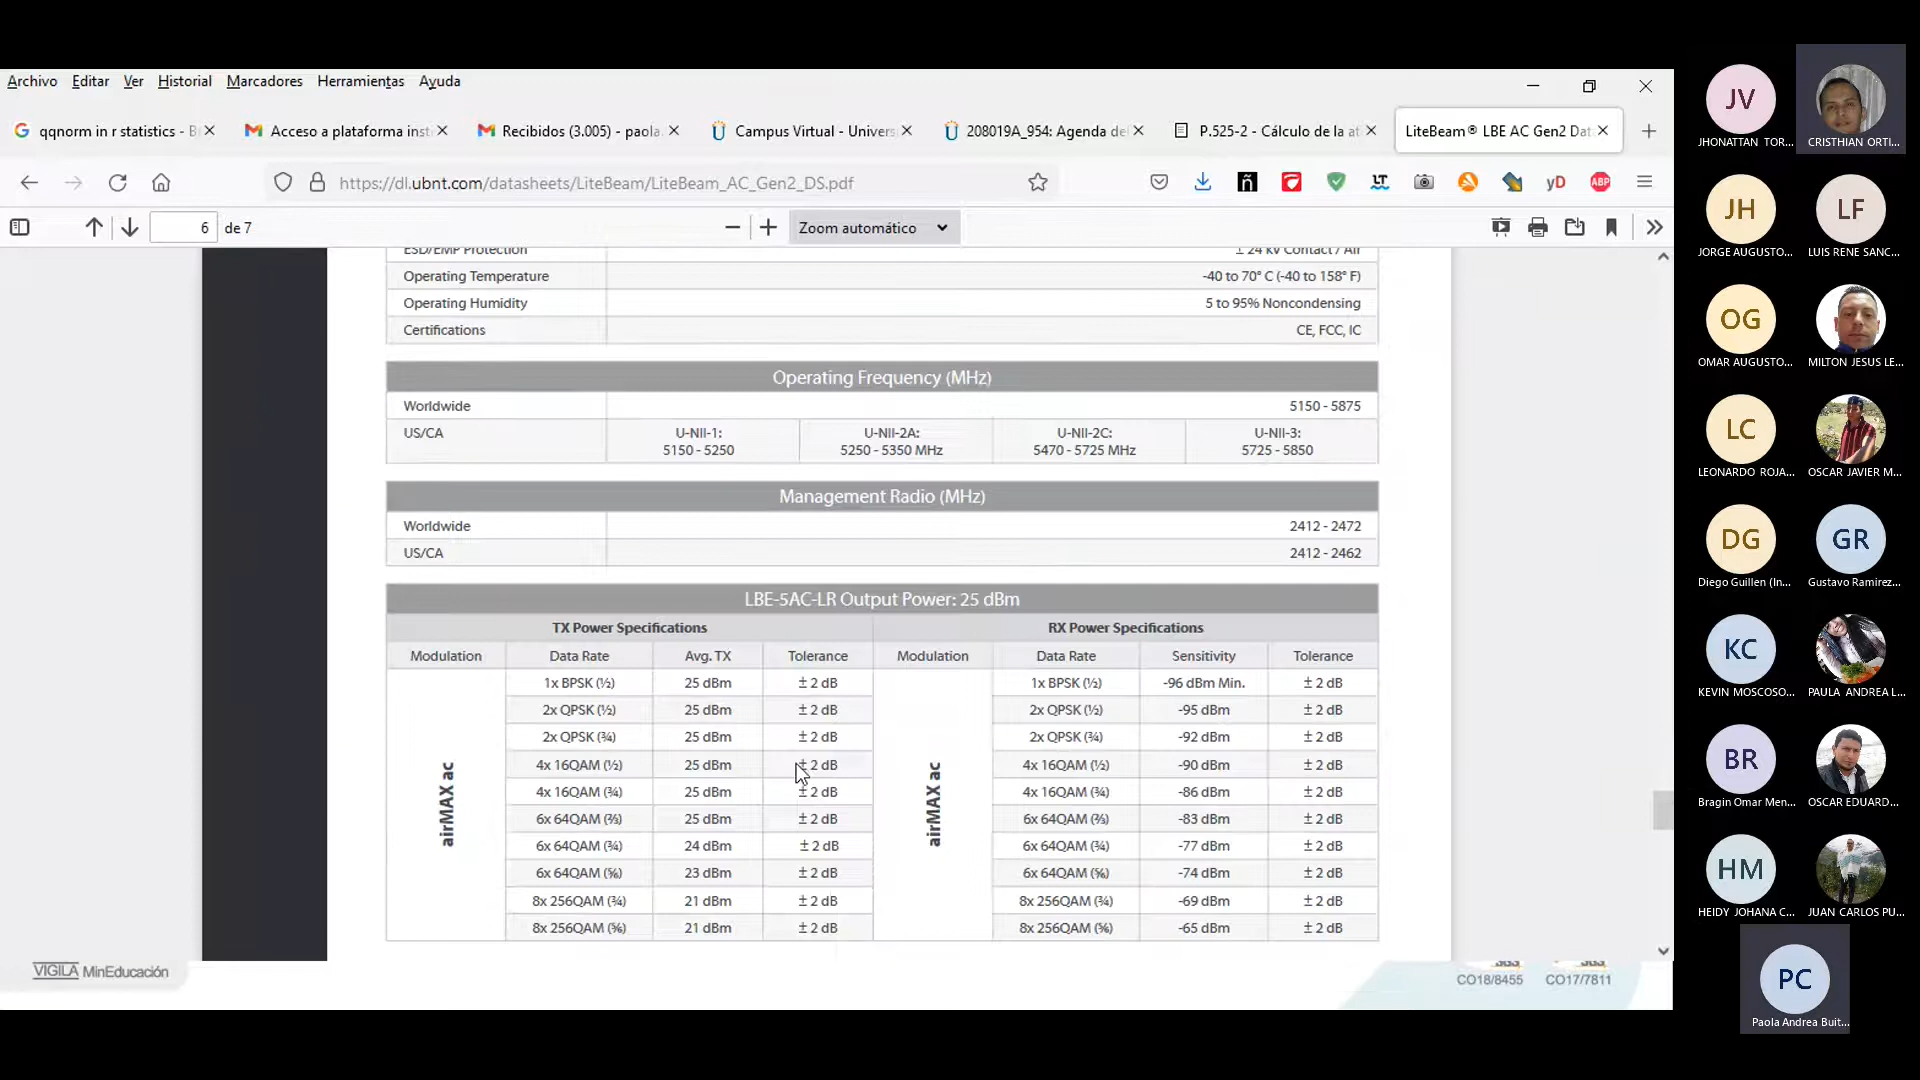 Archivo Editar Ver Historial Marcadores Herramientas Ayuda
qqnorm in r statistics - B
Acceso a plataforma inst
Recibidos (3.005) - paola.
Campus Virtual - Univers
208019A_954: Agenda de
P.525-2 - Cálculo de la at
LiteBeam® LBE AC Gen2 Dat
https://dl.ubnt.com/datasheets/LiteBeam/LiteBeam_AC_Gen2_DS.pdf
6 de 7
Zoom automático
ESD/EMP Protection ± 24 kV Contact / Air
Operating Temperature -40 to 70° C (-40 to 158° F)
Operating Humidity 5 to 95% Noncondensing
Certifications CE, FCC, IC
Operating Frequency (MHz)
Worldwide 5150 - 5875
US/CA U-NII-1: U-NII-2A: U-NII-2C: U-NII-3:
5150 - 5250 5250 - 5350 MHz 5470 - 5725 MHz 5725 - 5850
Management Radio (MHz)
Worldwide 2412 - 2472
US/CA 2412 - 2462
LBE-5AC-LR Output Power: 25 dBm
TX Power Specifications RX Power Specifications
Modulation Data Rate Avg. TX Tolerance Modulation Data Rate Sensitivity Tolerance
1x BPSK (½) 25 dBm ± 2 dB 1x BPSK (½) -96 dBm Min. ± 2 dB
2x QPSK (½) 25 dBm ± 2 dB 2x QPSK (½) -95 dBm ± 2 dB
2x QPSK (¾) 25 dBm ± 2 dB 2x QPSK (¾) -92 dBm ± 2 dB
4x 16QAM (½) 25 dBm ± 2 dB 4x 16QAM (½) -90 dBm ± 2 dB
airMAX ac 4x 16QAM (¾) 25 dBm ± 2 dB airMAX ac 4x 16QAM (¾) -86 dBm ± 2 dB
6x 64QAM (⅔) 25 dBm ± 2 dB 6x 64QAM (⅔) -83 dBm ± 2 dB
6x 64QAM (¾) 24 dBm ± 2 dB 6x 64QAM (¾) -77 dBm ± 2 dB
6x 64QAM (⅚) 23 dBm ± 2 dB 6x 64QAM (⅚) -74 dBm ± 2 dB
8x 256QAM (¾) 21 dBm ± 2 dB 8x 256QAM (¾) -69 dBm ± 2 dB
8x 256QAM (⅚) 21 dBm ± 2 dB 8x 256QAM (⅚) -65 dBm ± 2 dB
VIGILA MinEducación
SGS SGS
CO18/8455 CO17/7811
JV
JHONATTAN TOR... CRISTHIAN ORTI...
JH LF
JORGE AUGUSTO... LUIS RENE SANC...
OG
OMAR AUGUSTO... MILTON JESUS LE...
LC
LEONARDO ROJA... OSCAR JAVIER M...
DG GR
Diego Guillen (In... Gustavo Ramirez...
KC
KEVIN MOSCOSO... PAULA ANDREA L...
BR
Bragin Omar Men... OSCAR EDUARD...
HM
HEIDY JOHANA C... JUAN CARLOS PU...
PC
Paola Andrea Buit...